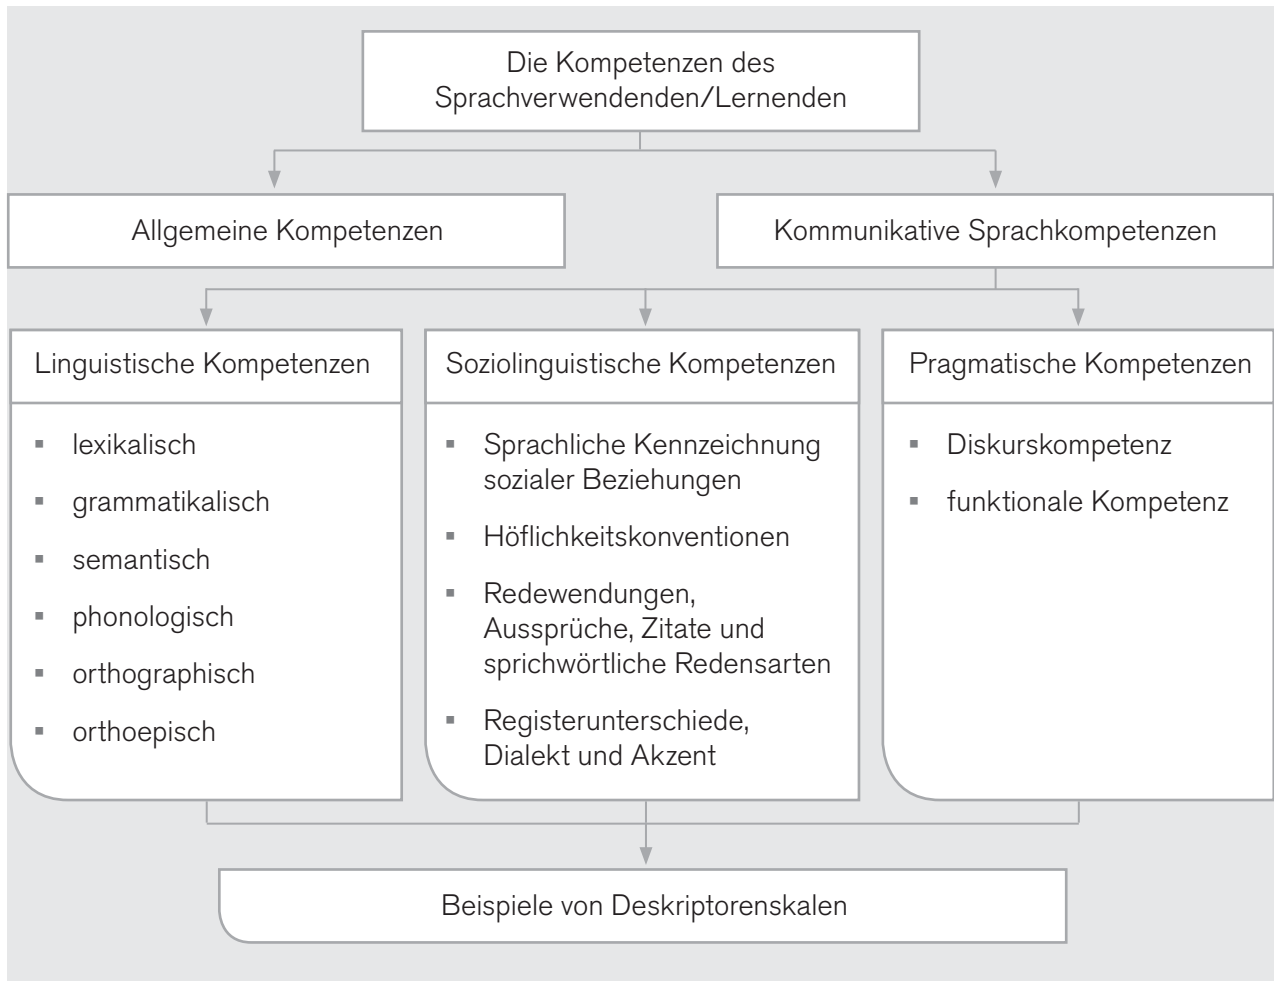 Die Kompetenzen des
Sprachverwendenden/Lernenden
Allgemeine Kompetenzen
Kommunikative Sprachkompetenzen
Linguistische Kompetenzen
▪ lexikalisch
▪ grammatikalisch
▪ semantisch
▪ phonologisch
▪ orthographisch
▪ orthoepisch
Soziolinguistische Kompetenzen
▪ Sprachliche Kennzeichnung
sozialer Beziehungen
▪ Höflichkeitskonventionen
▪ Redewendungen,
Aussprüche, Zitate und
sprichwörtliche Redensarten
▪ Registerunterschiede,
Dialekt und Akzent
Pragmatische Kompetenzen
▪ Diskurskompetenz
▪ funktionale Kompetenz
Beispiele von Deskriptorenskalen